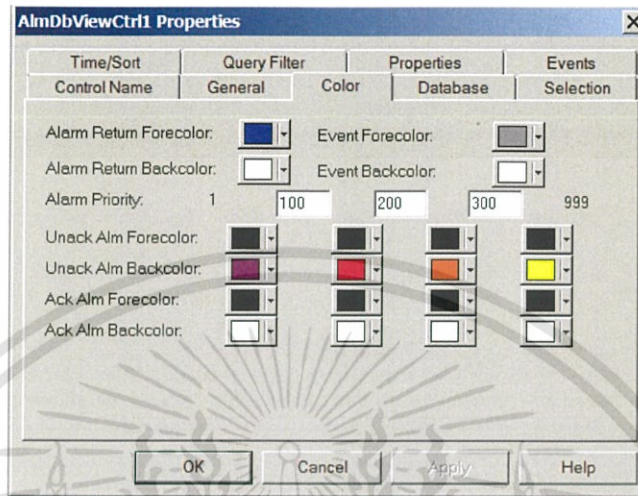 AlmDbViewCtrl1 Properties
Time/Sort Query Filter Properties Events
Control Name General Color Database Selection
Alarm Return Forecolor: Event Forecolor:
Alarm Return Backcolor: Event Backcolor:
Alarm Priority: 1 100 200 300 999
Unack Alm Forecolor:
Unack Alm Backcolor:
Ack Alm Forecolor:
Ack Alm Backcolor:
OK Cancel Apply Help